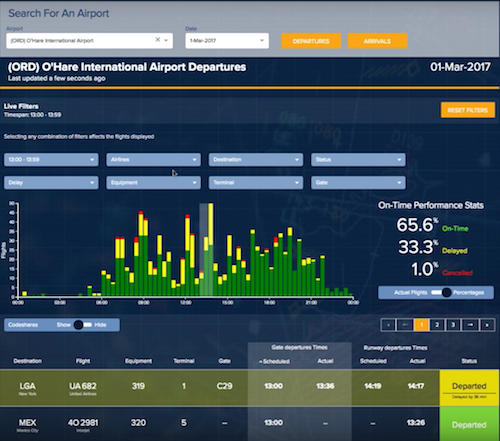 Search For An Airport
Airport
Date
(ORD) O'Hare International Airport
1-Mar-2017
DEPARTURES
ARRIVALS
(ORD) O'Hare International Airport Departures
01-Mar-2017
Last updated a few seconds ago
Live Filters
Timespan: 13:00 - 13:59
RESET FILTERS
Selecting any combination of filters affects the flights displayed
13:00 - 13:59
Airlines
Destination
Status
Delay
Equipment
Terminal
Gate
Flights
50
45
40
35
30
25
20
15
10
5
0
00:00
03:00
06:00
09:00
12:00
15:00
18:00
21:00
00:00
On-Time Performance Stats
65.6% On-Time
33.3% Delayed
1.0% Cancelled
Actual Flights
Percentages
Codeshares
Show
Hide
1
2
3
Gate departures Times
Runway departures Times
Destination
Flight
Equipment
Terminal
Gate
Scheduled
Actual
Scheduled
Actual
Status
LGA
UA 682
319
1
C29
13:00
13:36
14:19
14:17
Departed
New York
United Airlines
Delayed by 36 min
MEX
4O 2981
320
5
–
13:00
–
–
13:26
Departed
Mexico City
Interjet